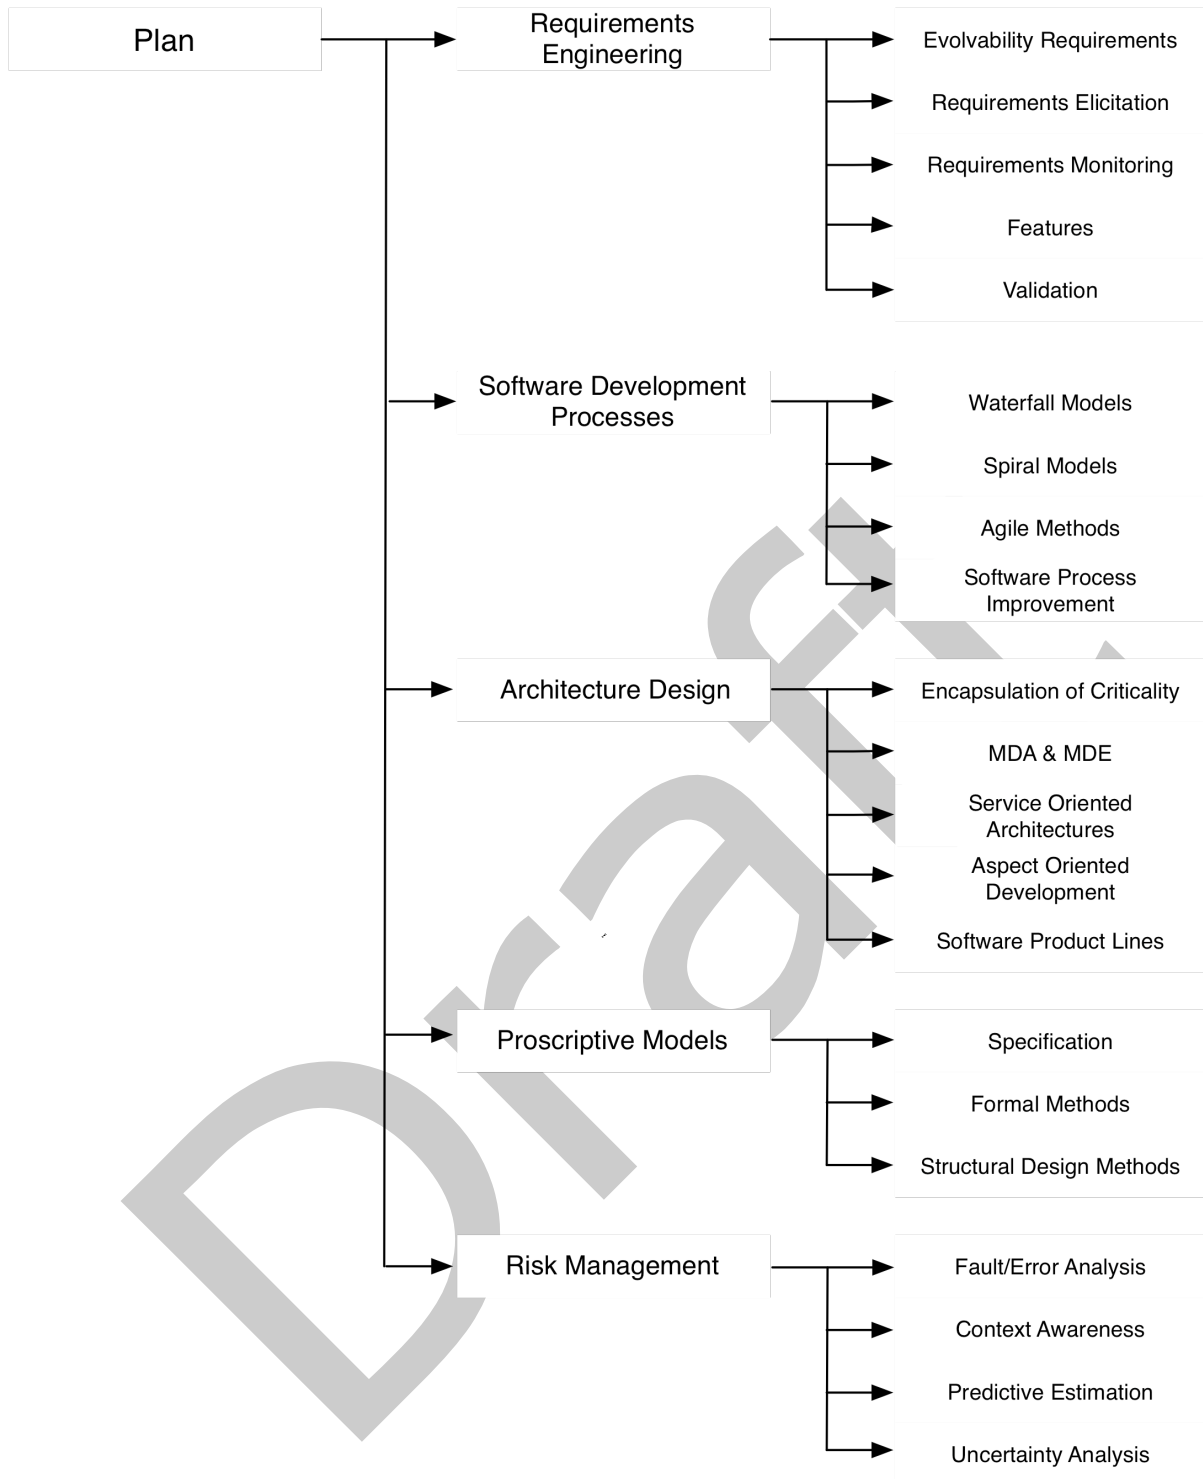 Plan
Requirements
Engineering
Evolvability Requirements
Requirements Elicitation
Requirements Monitoring
Features
Validation
Software Development
Processes
Waterfall Models
Spiral Models
Agile Methods
Software Process
Improvement
Architecture Design
Encapsulation of Criticality
MDA & MDE
Service Oriented
Architectures
Aspect Oriented
Development
Software Product Lines
Proscriptive Models
Specification
Formal Methods
Structural Design Methods
Risk Management
Fault/Error Analysis
Context Awareness
Predictive Estimation
Uncertainty Analysis
Draft